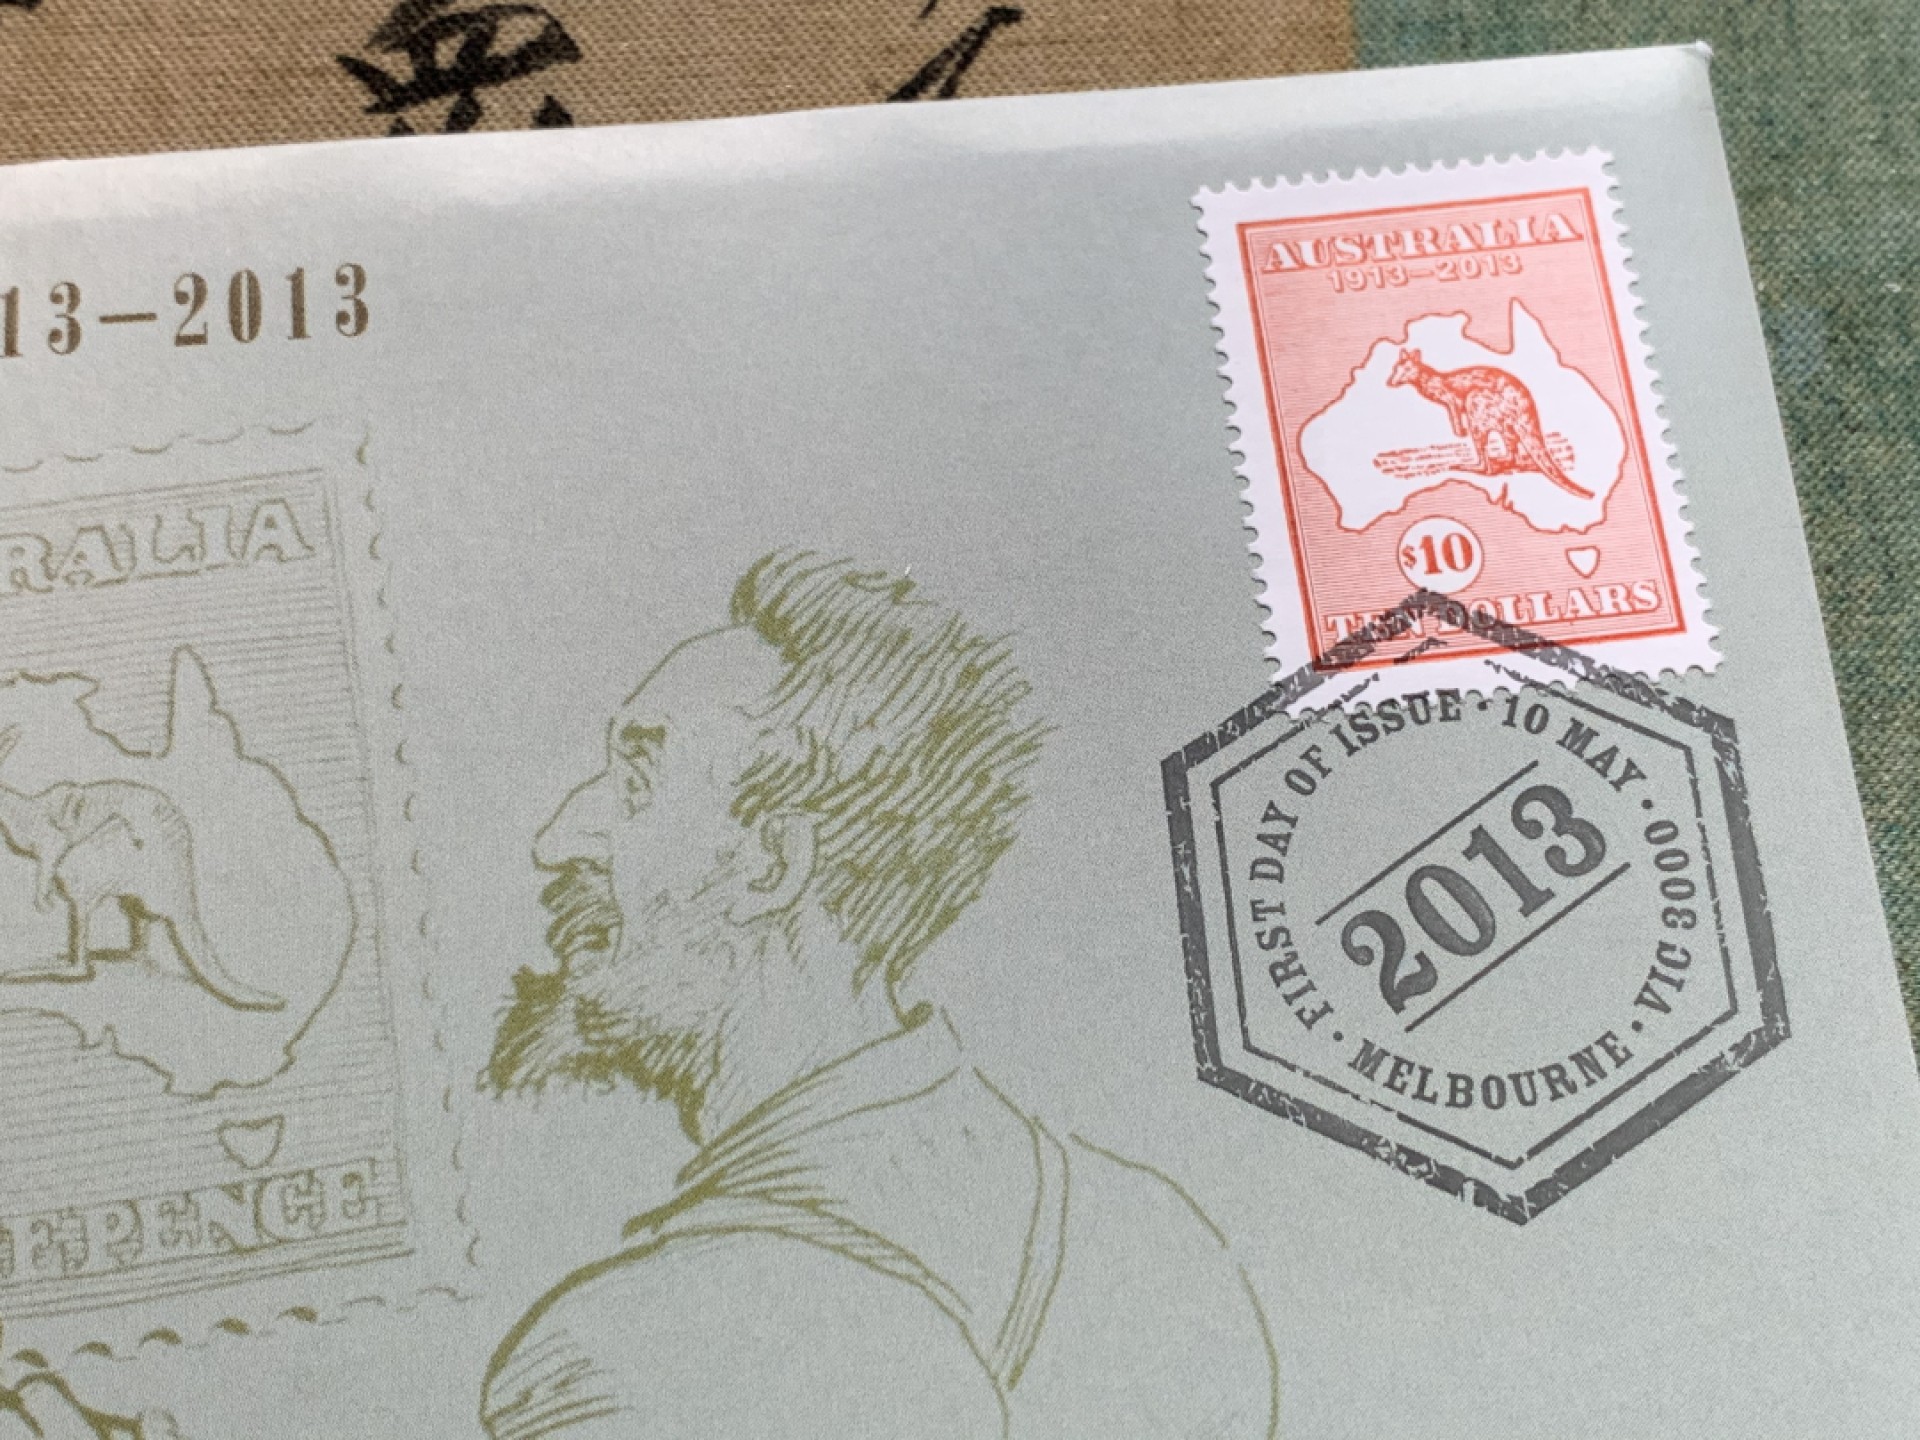 13–2013
AUSTRALIA
1913–2013
$10
TEN DOLLARS
RALIA
PENCE
• FIRST DAY OF ISSUE • 10 MAY •
2013
MELBOURNE • VIC 3000